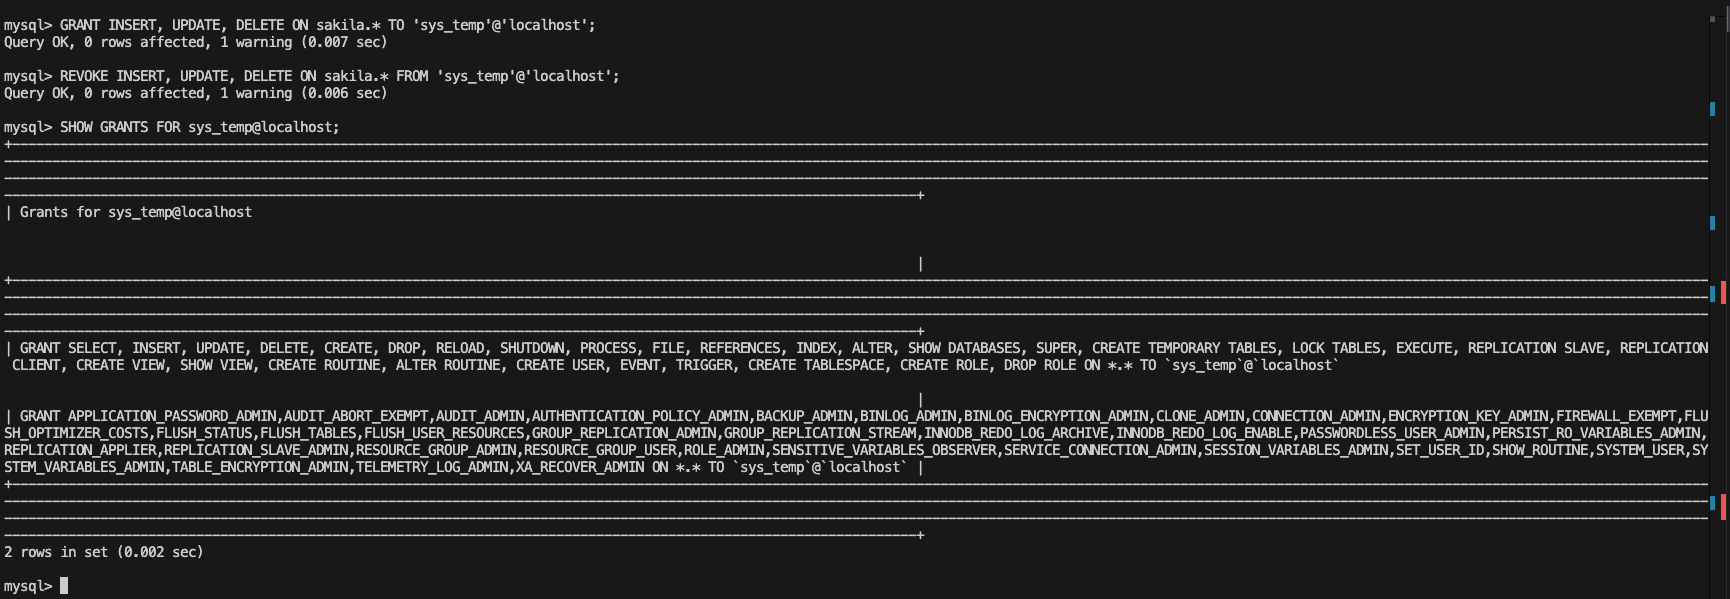 mysql> GRANT INSERT, UPDATE, DELETE ON sakila.* TO 'sys_temp'@'localhost';
Query OK, 0 rows affected, 1 warning (0.007 sec)
mysql> REVOKE INSERT, UPDATE, DELETE ON sakila.* FROM 'sys_temp'@'localhost';
Query OK, 0 rows affected, 1 warning (0.006 sec)
mysql> SHOW GRANTS FOR sys_temp@localhost;
| Grants for sys_temp@localhost
|
| GRANT SELECT, INSERT, UPDATE, DELETE, CREATE, DROP, RELOAD, SHUTDOWN, PROCESS, FILE, REFERENCES, INDEX, ALTER, SHOW DATABASES, SUPER, CREATE TEMPORARY TABLES, LOCK TABLES, EXECUTE, REPLICATION SLAVE, REPLICATION
CLIENT, CREATE VIEW, SHOW VIEW, CREATE ROUTINE, ALTER ROUTINE, CREATE USER, EVENT, TRIGGER, CREATE TABLESPACE, CREATE ROLE, DROP ROLE ON *.* TO `sys_temp`@`localhost`
|
| GRANT APPLICATION_PASSWORD_ADMIN,AUDIT_ABORT_EXEMPT,AUDIT_ADMIN,AUTHENTICATION_POLICY_ADMIN,BACKUP_ADMIN,BINLOG_ADMIN,BINLOG_ENCRYPTION_ADMIN,CLONE_ADMIN,CONNECTION_ADMIN,ENCRYPTION_KEY_ADMIN,FIREWALL_EXEMPT,FLU
SH_OPTIMIZER_COSTS,FLUSH_STATUS,FLUSH_TABLES,FLUSH_USER_RESOURCES,GROUP_REPLICATION_ADMIN,GROUP_REPLICATION_STREAM,INNODB_REDO_LOG_ARCHIVE,INNODB_REDO_LOG_ENABLE,PASSWORDLESS_USER_ADMIN,PERSIST_RO_VARIABLES_ADMIN,
REPLICATION_APPLIER,REPLICATION_SLAVE_ADMIN,RESOURCE_GROUP_ADMIN,RESOURCE_GROUP_USER,ROLE_ADMIN,SENSITIVE_VARIABLES_OBSERVER,SERVICE_CONNECTION_ADMIN,SESSION_VARIABLES_ADMIN,SET_USER_ID,SHOW_ROUTINE,SYSTEM_USER,SY
STEM_VARIABLES_ADMIN,TABLE_ENCRYPTION_ADMIN,TELEMETRY_LOG_ADMIN,XA_RECOVER_ADMIN ON *.* TO `sys_temp`@`localhost` |
2 rows in set (0.002 sec)
mysql>